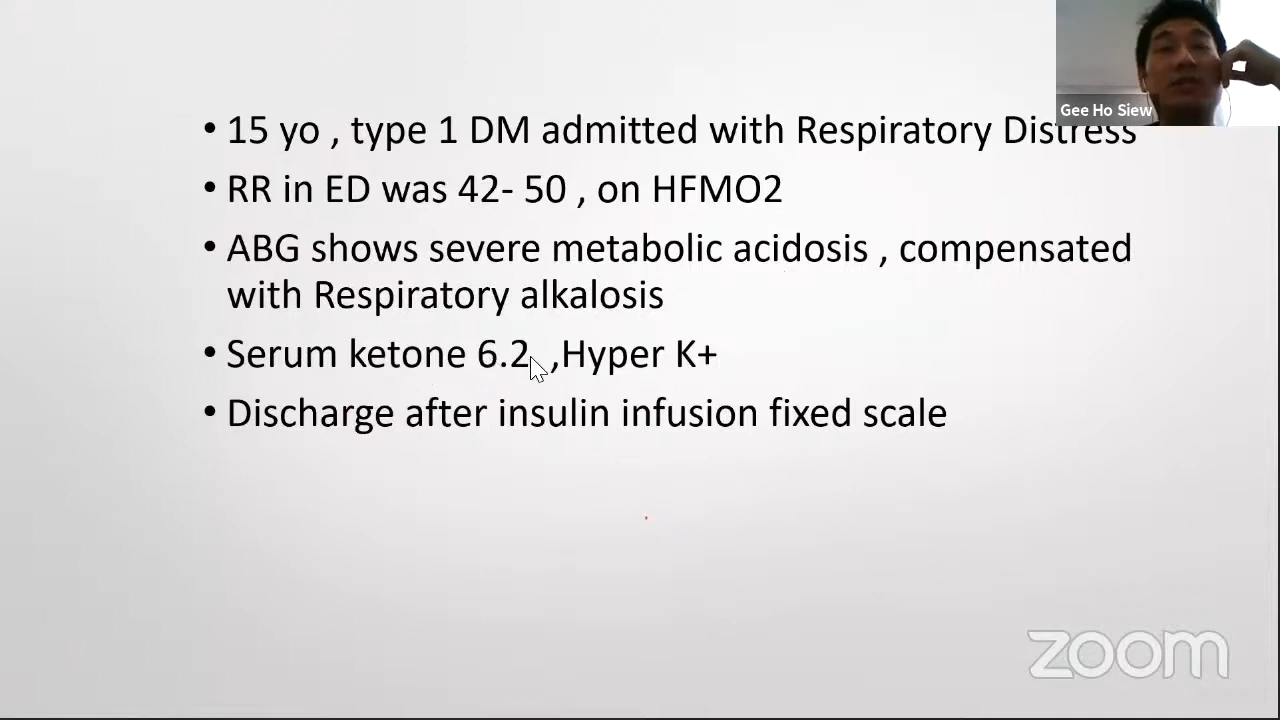 Gee Ho Siew
• 15 yo , type 1 DM admitted with Respiratory Distress
• RR in ED was 42- 50 , on HFMO2
• ABG shows severe metabolic acidosis , compensated
with Respiratory alkalosis
• Serum ketone 6.2 ,Hyper K+
• Discharge after insulin infusion fixed scale
zoom